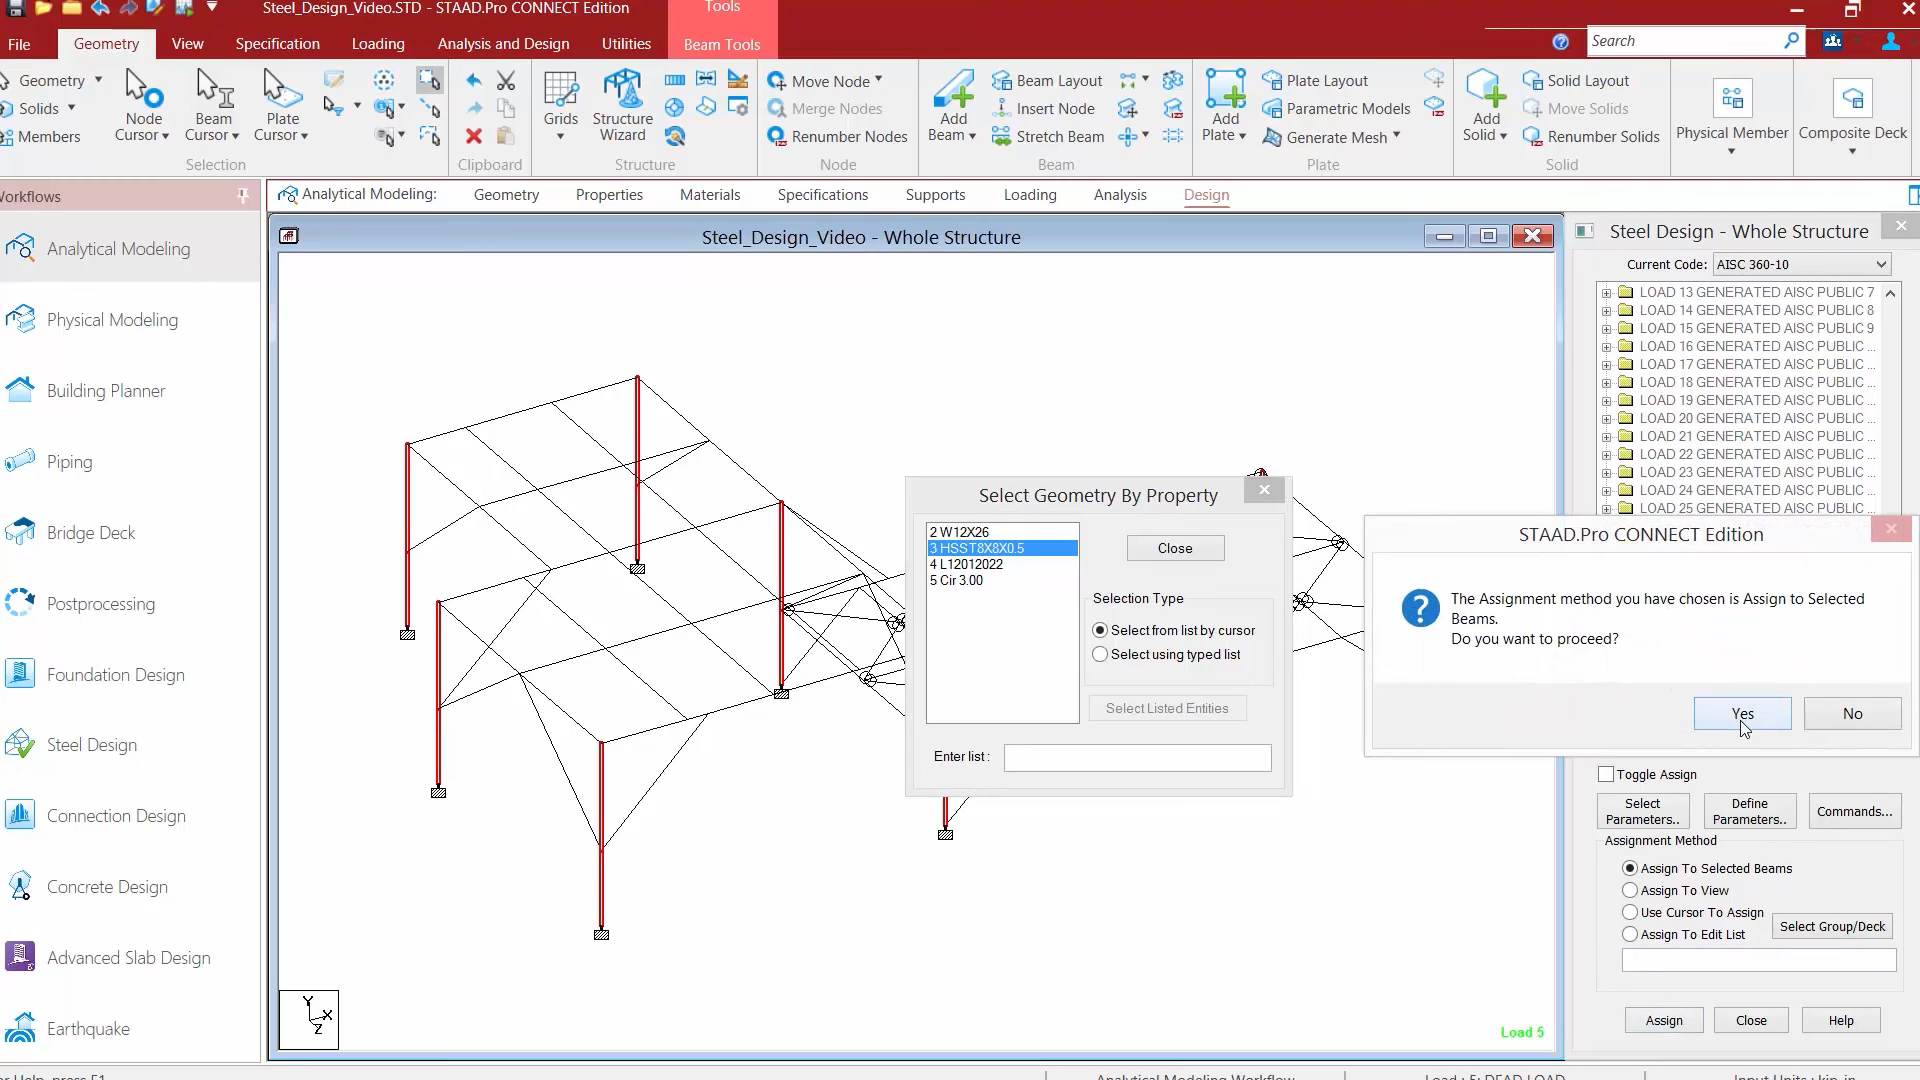 Steel_Design_Video.STD - STAAD.Pro CONNECT Edition
Tools
File
Geometry
View
Specification
Loading
Analysis and Design
Utilities
Beam Tools
Search
Geometry
Solids
Members
Node
Cursor
Beam
Cursor
Plate
Cursor
Selection
Clipboard
Grids
Structure
Wizard
Structure
Move Node
Merge Nodes
Renumber Nodes
Node
Add
Beam
Beam Layout
Insert Node
Stretch Beam
Beam
Add
Plate
Plate Layout
Parametric Models
Generate Mesh
Plate
Add
Solid
Solid Layout
Move Solids
Renumber Solids
Solid
Physical Member
Composite Deck
Workflows
Analytical Modeling
Physical Modeling
Building Planner
Piping
Bridge Deck
Postprocessing
Foundation Design
Steel Design
Connection Design
Concrete Design
Advanced Slab Design
Earthquake
Analytical Modeling:
Geometry
Properties
Materials
Specifications
Supports
Loading
Analysis
Design
Steel_Design_Video - Whole Structure
Y
X
Z
Load 5
Select Geometry By Property
2 W12X26
3 HSST8X8X0.5
4 L12012022
5 Cir 3.00
Close
Selection Type
Select from list by cursor
Select using typed list
Select Listed Entities
Enter list :
Steel Design - Whole Structure
Current Code: AISC 360-10
LOAD 13 GENERATED AISC PUBLIC 7
LOAD 14 GENERATED AISC PUBLIC 8
LOAD 15 GENERATED AISC PUBLIC 9
LOAD 16 GENERATED AISC PUBLIC ...
LOAD 17 GENERATED AISC PUBLIC ...
LOAD 18 GENERATED AISC PUBLIC ...
LOAD 19 GENERATED AISC PUBLIC ...
LOAD 20 GENERATED AISC PUBLIC ...
LOAD 21 GENERATED AISC PUBLIC ...
LOAD 22 GENERATED AISC PUBLIC ...
LOAD 23 GENERATED AISC PUBLIC ...
LOAD 24 GENERATED AISC PUBLIC ...
LOAD 25 GENERATED AISC PUBLIC ...
STAAD.Pro CONNECT Edition
The Assignment method you have chosen is Assign to Selected
Beams.
Do you want to proceed?
Yes
No
Toggle Assign
Select
Parameters..
Define
Parameters..
Commands...
Assignment Method
Assign To Selected Beams
Assign To View
Use Cursor To Assign
Assign To Edit List
Select Group/Deck
Assign
Close
Help
Help, press F1
Analytical Modeling Workflow
Load : 5: DEAD LOAD
Input Units : kip-in